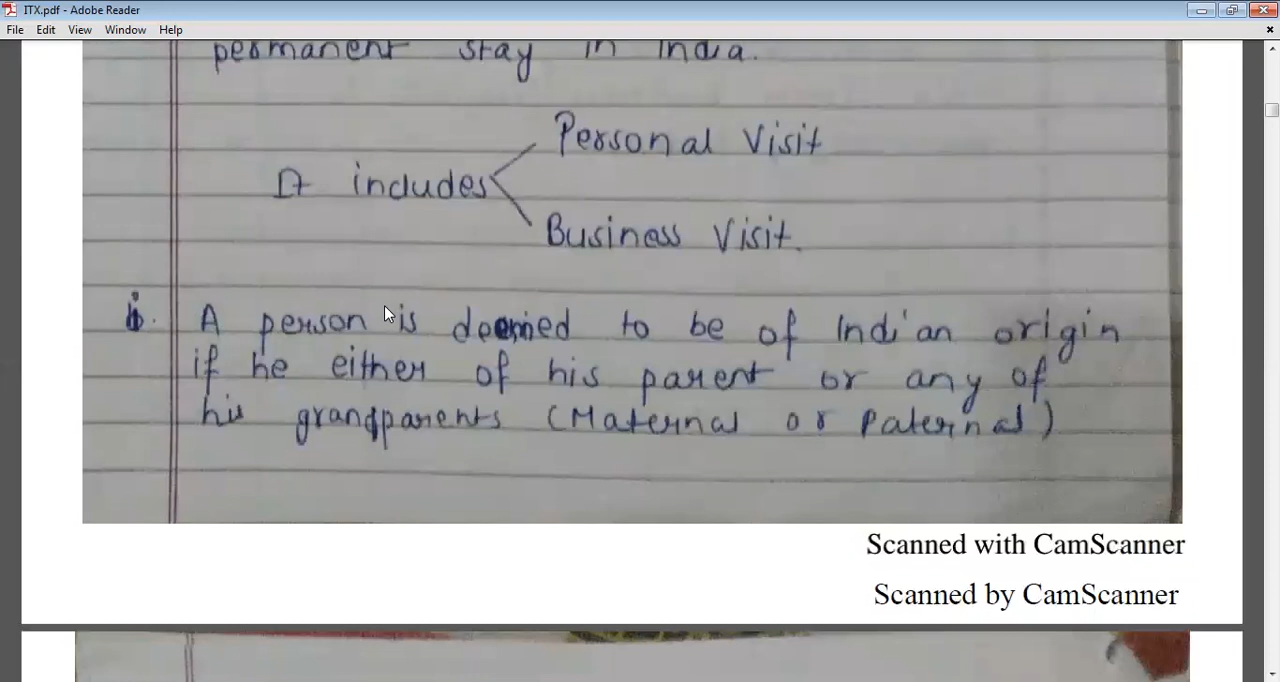 ITX.pdf - Adobe Reader
File Edit View Window Help
permanent stay in India.
Personal Visit
It includes
Business Visit.
i. A person is deemed to be of Indian origin
if he either of his parent or any of
his grandparents (Maternal or Paternal)
Scanned with CamScanner
Scanned by CamScanner